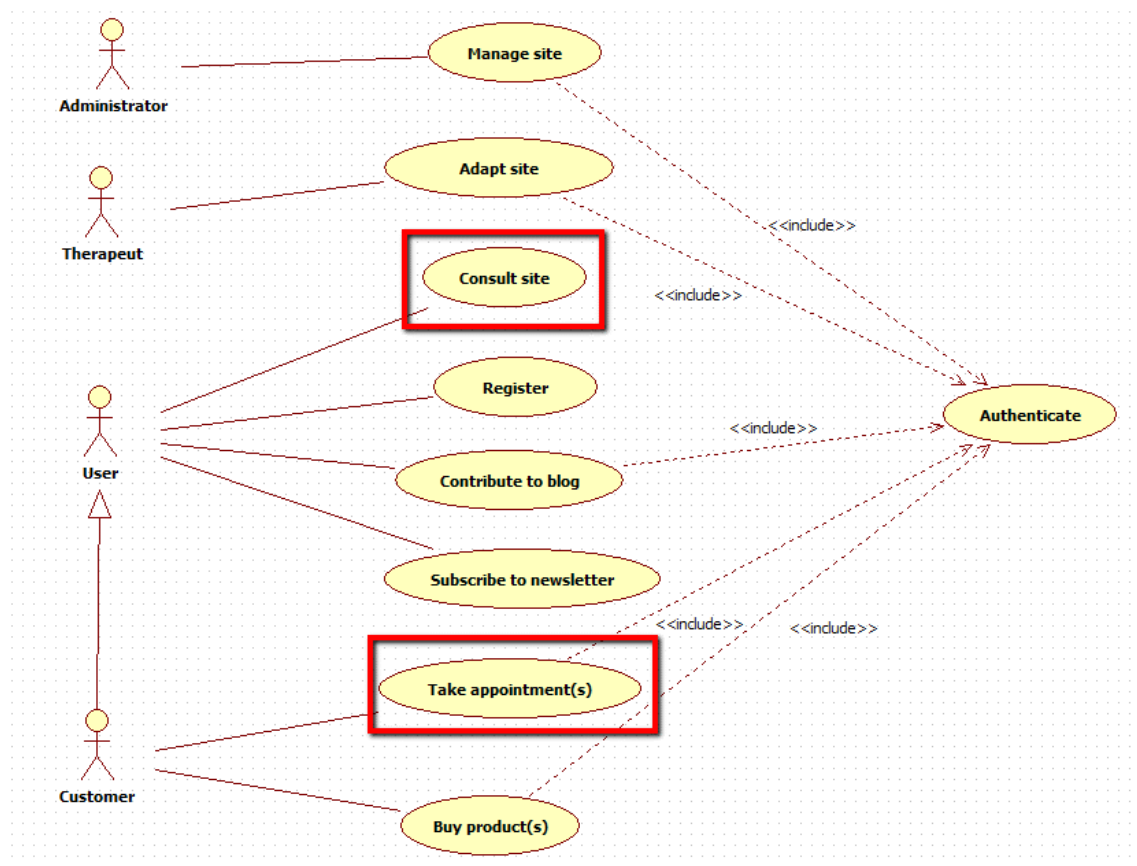 Manage site
Administrator
Adapt site
<<include>>
Therapeut
Consult site
<<include>>
Register
Authenticate
<<include>>
User
Contribute to blog
Subscribe to newsletter
<<include>>
<<include>>
Take appointment(s)
Customer
Buy product(s)